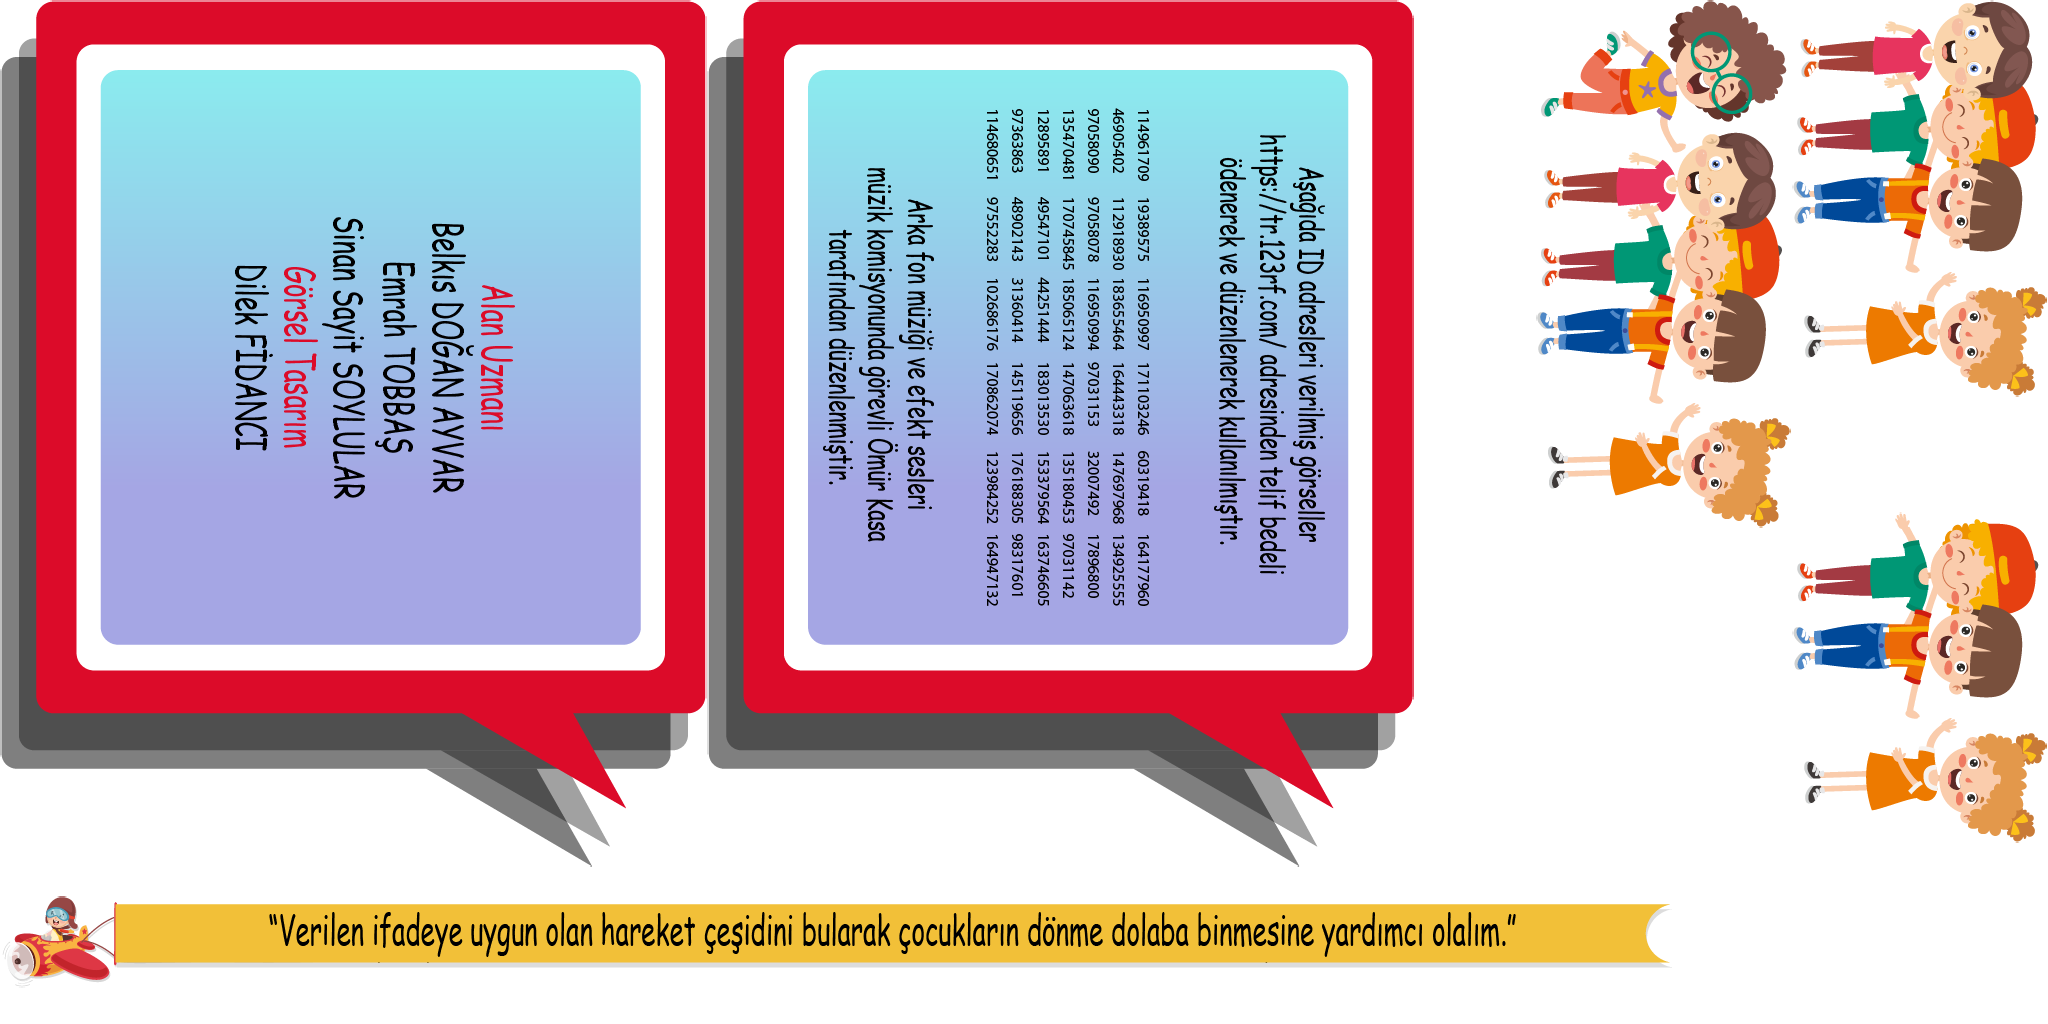 Alan Uzmanı
Belkıs DOĞAN AYVAR
Emrah TOBBAŞ
Sinan Sayit SOYLULAR
Görsel Tasarım
Dilek FİDANCI
Aşağıda ID adresleri verilmiş görseller
https://tr.123rf.com/ adresinden telif bedeli
ödenerek ve düzenlenerek kullanılmıştır.
114961709 19389575 116950997 171103246 60319418 164177960
46905402 112918930 183655464 164443318 147697968 134925555
97058090 97058078 116950994 97031153 32007492 17896800
135470481 170745845 185065124 147063618 135180453 97031142
12895891 49547101 44251444 183013530 153379564 163746605
97363863 48902143 31360414 145119656 176188305 98317601
114680651 97552283 102686176 170862074 123984252 164947132
Arka fon müziği ve efekt sesleri
müzik komisyonunda görevli Ömür Kasa
tarafından düzenlenmiştir.
“Verilen ifadeye uygun olan hareket çeşidini bularak çocukların dönme dolaba binmesine yardımcı olalım.”